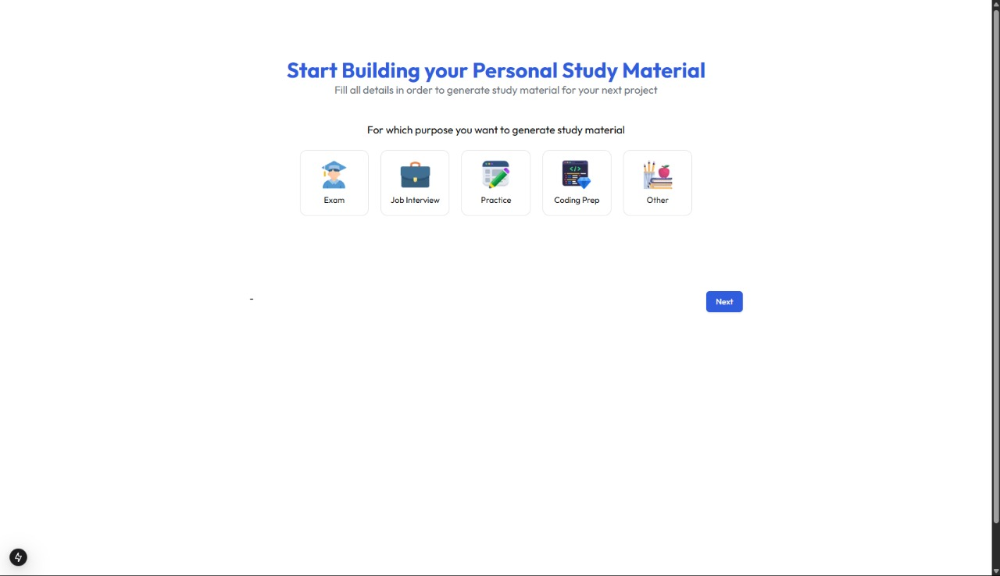 Start Building your Personal Study Material
Fill all details in order to generate study material for your next project
For which purpose you want to generate study material
Exam
Job Interview
Practice
Coding Prep
Other
-
Next